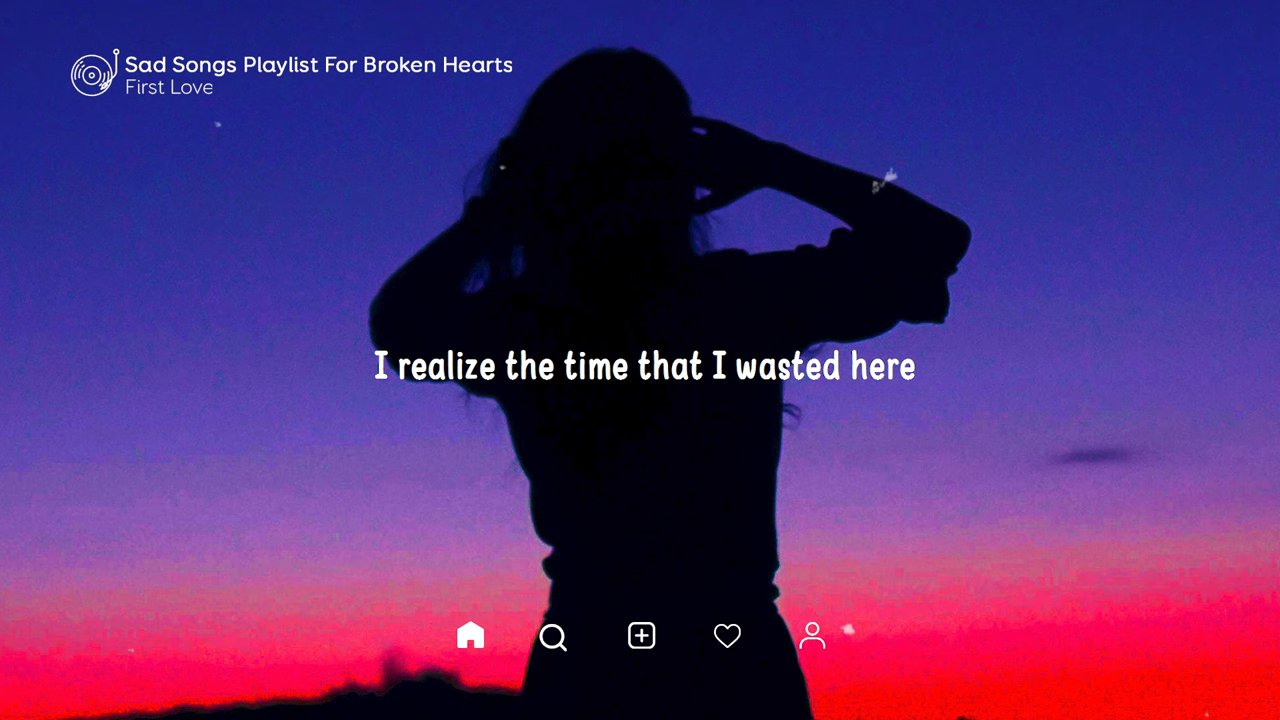 Sad Songs Playlist For Broken Hearts
First Love
I realize the time that I wasted here